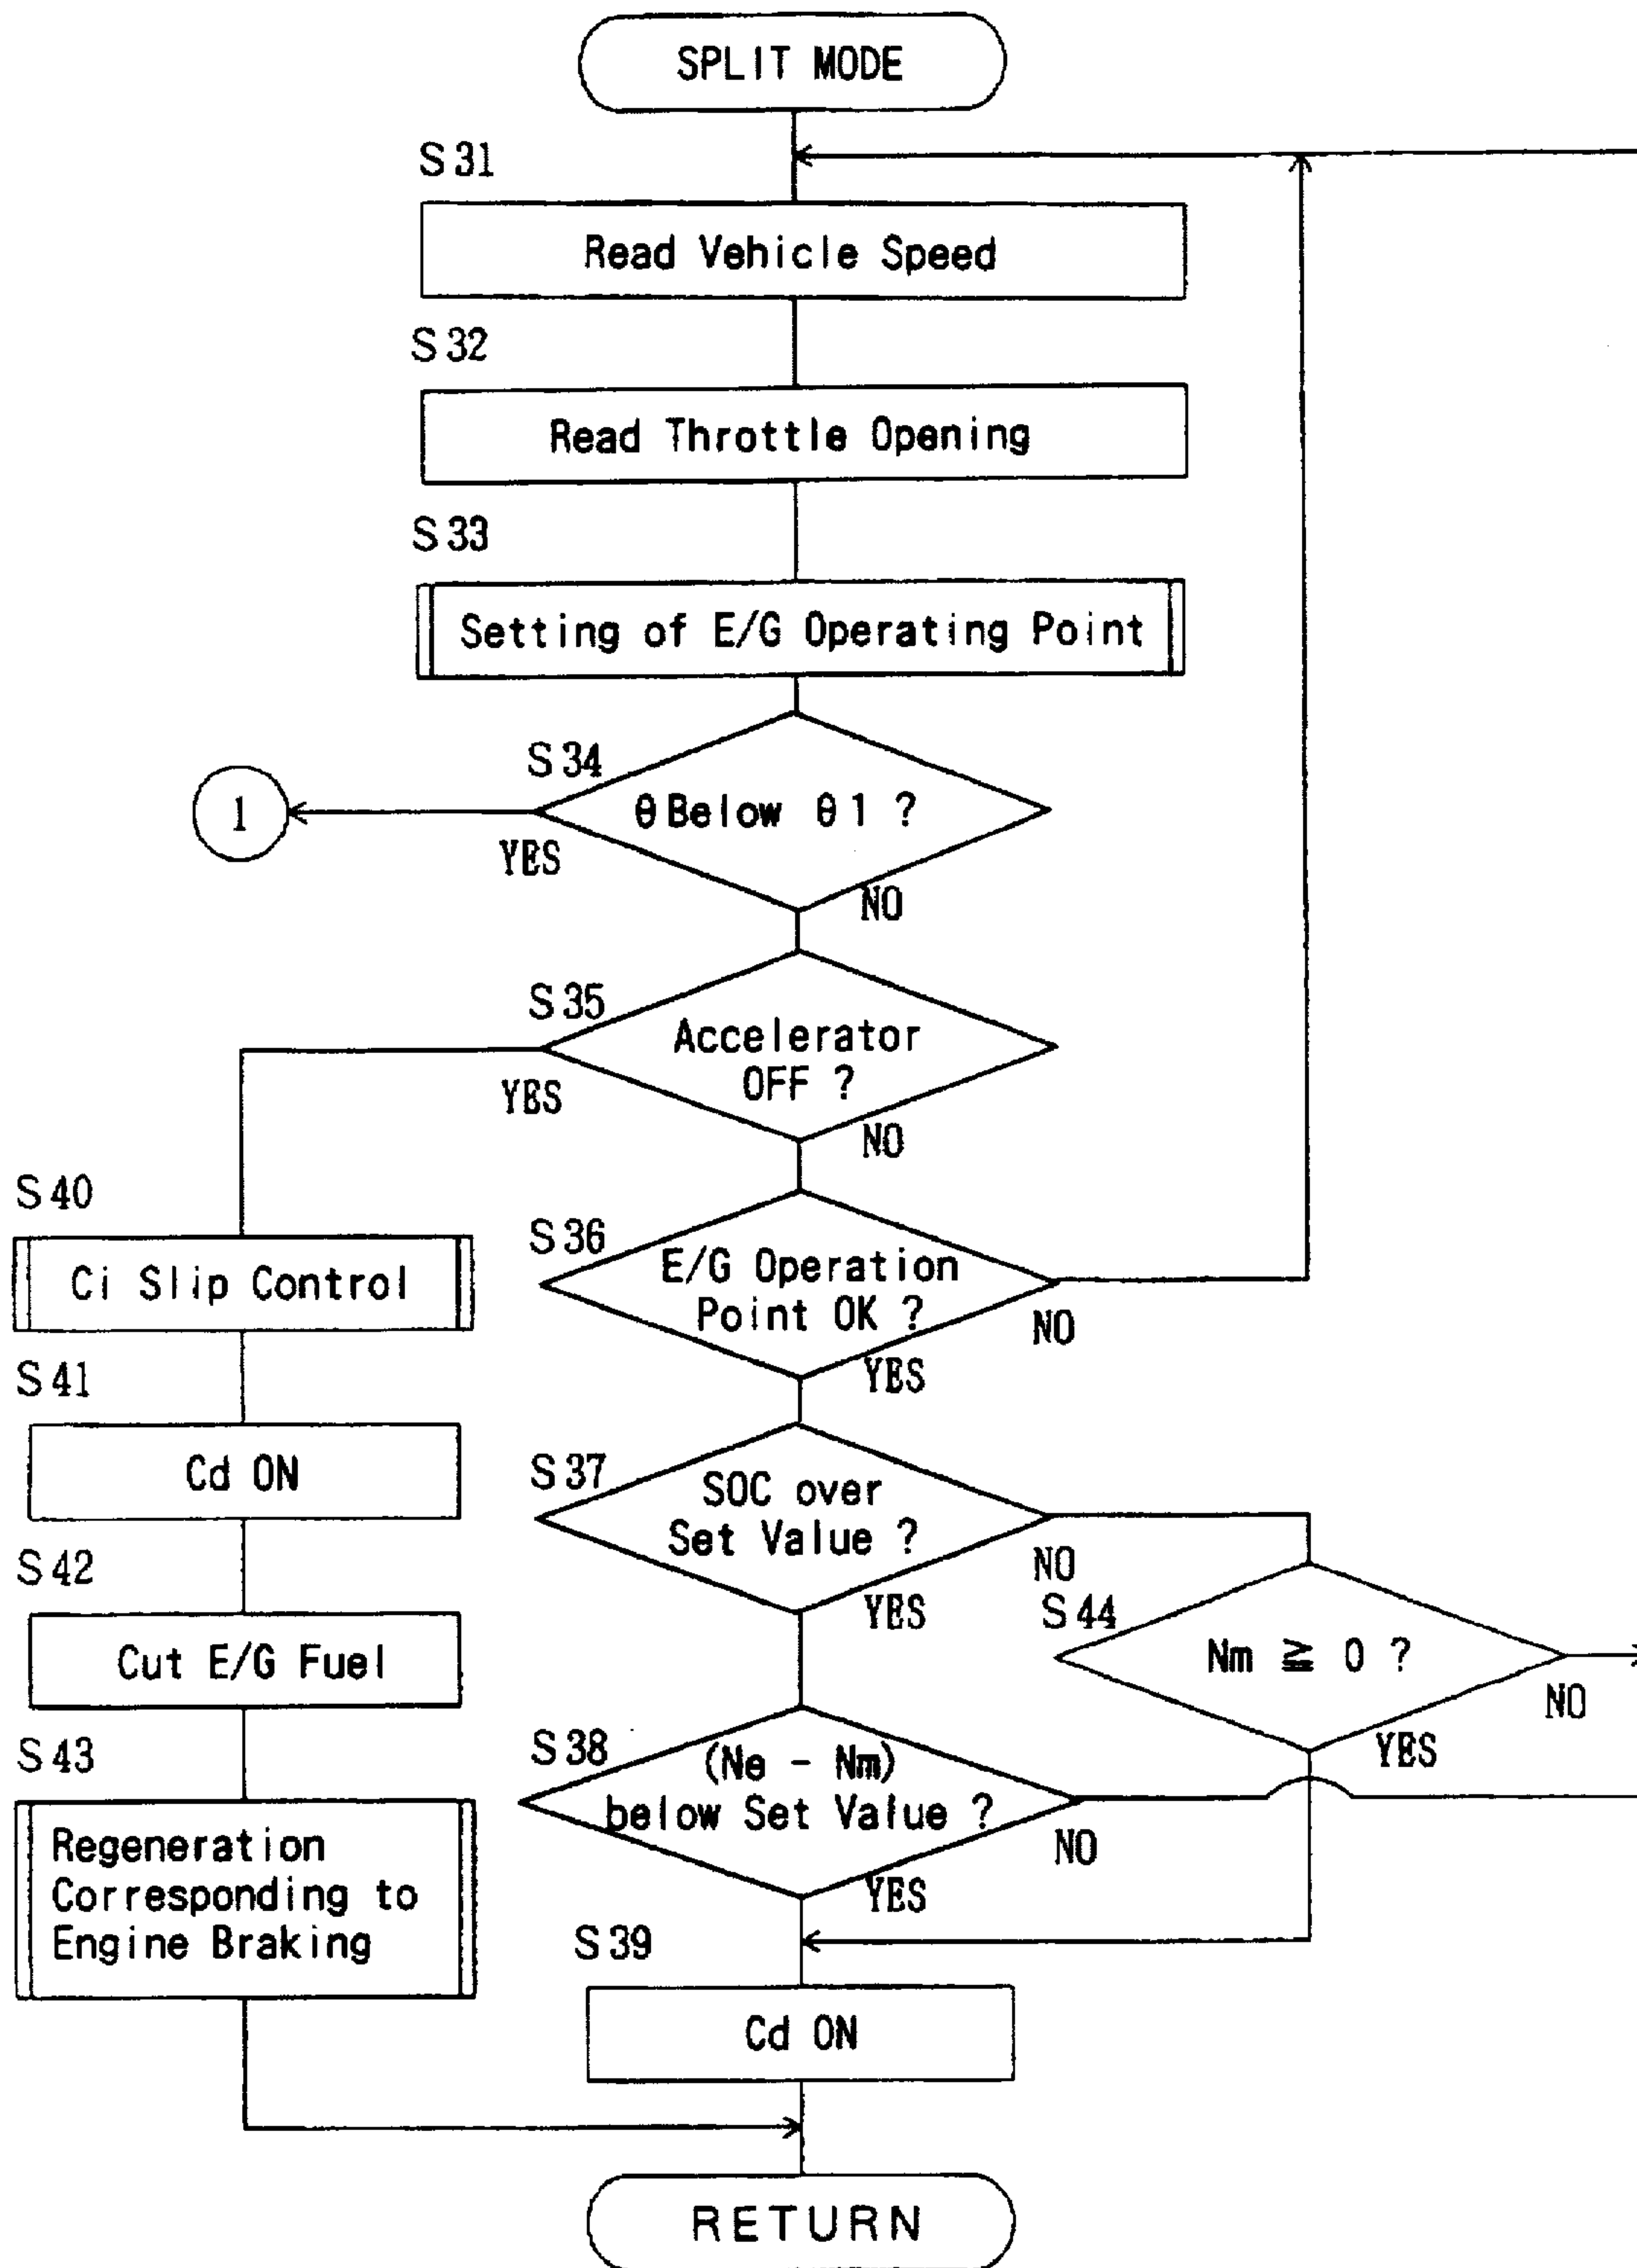 SPLIT MODE
S31
Read Vehicle Speed
S32
Read Throttle Opening
S33
Setting of E/G Operating Point
S34
θ Below θ1 ?
1
YES
NO
S35
Accelerator
OFF ?
YES
NO
S40
Ci Slip Control
S36
E/G Operation
Point OK ?
NO
YES
S41
Cd ON
S37
SOC over
Set Value ?
NO
YES
S42
Cut E/G Fuel
S44
Nm ≧ 0 ?
NO
YES
S43
Regeneration
Corresponding to
Engine Braking
S38
(Ne - Nm)
below Set Value ?
NO
YES
S39
Cd ON
RETURN